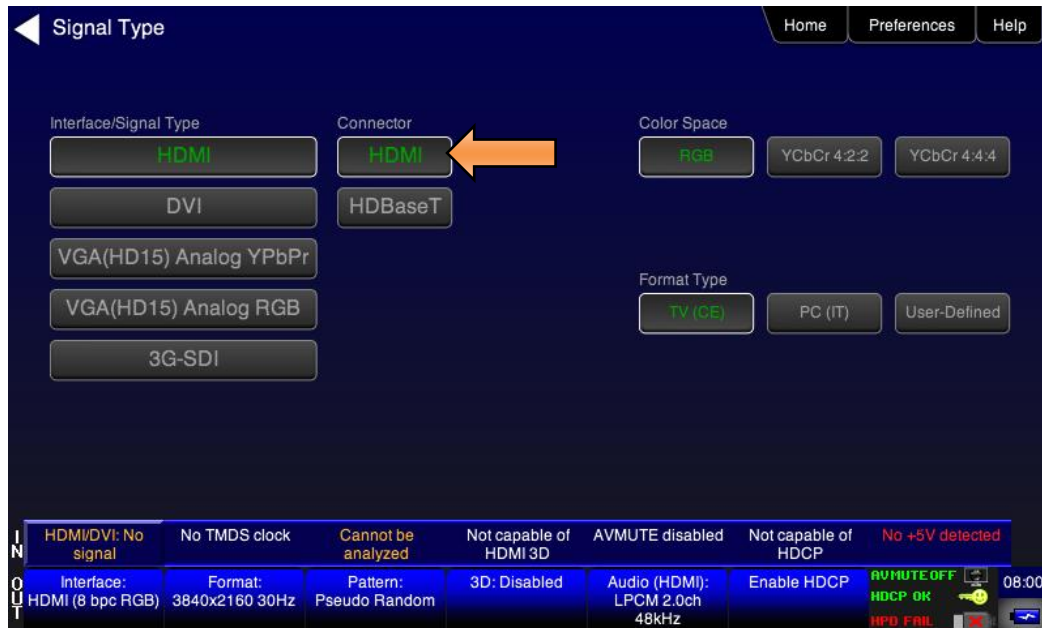 Signal Type
Home
Preferences
Help
Interface/Signal Type
Connector
Color Space
HDMI
HDMI
RGB
YCbCr 4:2:2
YCbCr 4:4:4
DVI
HDBaseT
VGA(HD15) Analog YPbPr
Format Type
VGA(HD15) Analog RGB
TV (CE)
PC (IT)
User-Defined
3G-SDI
IN
HDMI/DVI: No
signal
No TMDS clock
Cannot be
analyzed
Not capable of
HDMI 3D
AVMUTE disabled
Not capable of
HDCP
No +5V detected
OUT
Interface:
HDMI (8 bpc RGB)
Format:
3840x2160 30Hz
Pattern:
Pseudo Random
3D: Disabled
Audio (HDMI):
LPCM 2.0ch
48kHz
Enable HDCP
AVMUTE OFF
HDCP OK
HPD FAIL
08:00